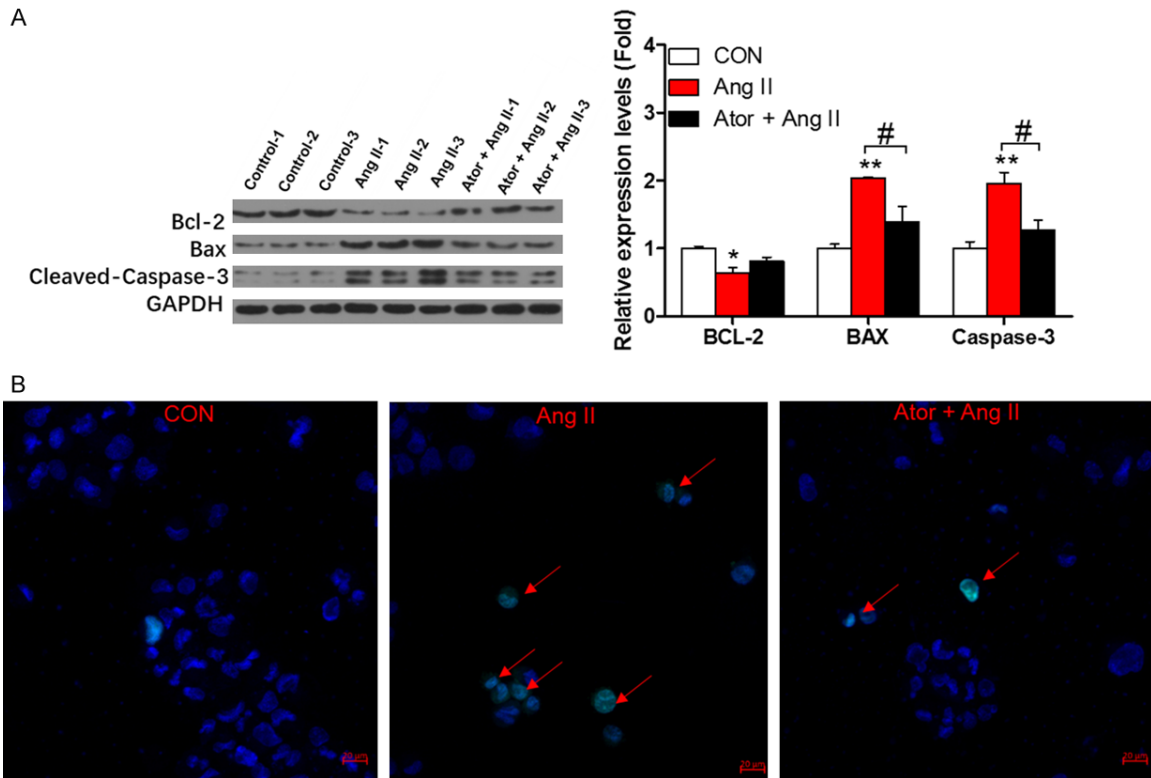 A
Control-1
Control-2
Control-3
Ang II-1
Ang II-2
Ang II-3
Ator + Ang II-1
Ator + Ang II-2
Ator + Ang II-3
Bcl-2
Bax
Cleaved-Caspase-3
GAPDH
Relative expression levels (Fold)
4
3
2
1
0
CON
Ang II
Ator + Ang II
*
**
#
**
#
BCL-2
BAX
Caspase-3
B
CON
Ang II
Ator + Ang II
20 μm
20 μm
20 μm